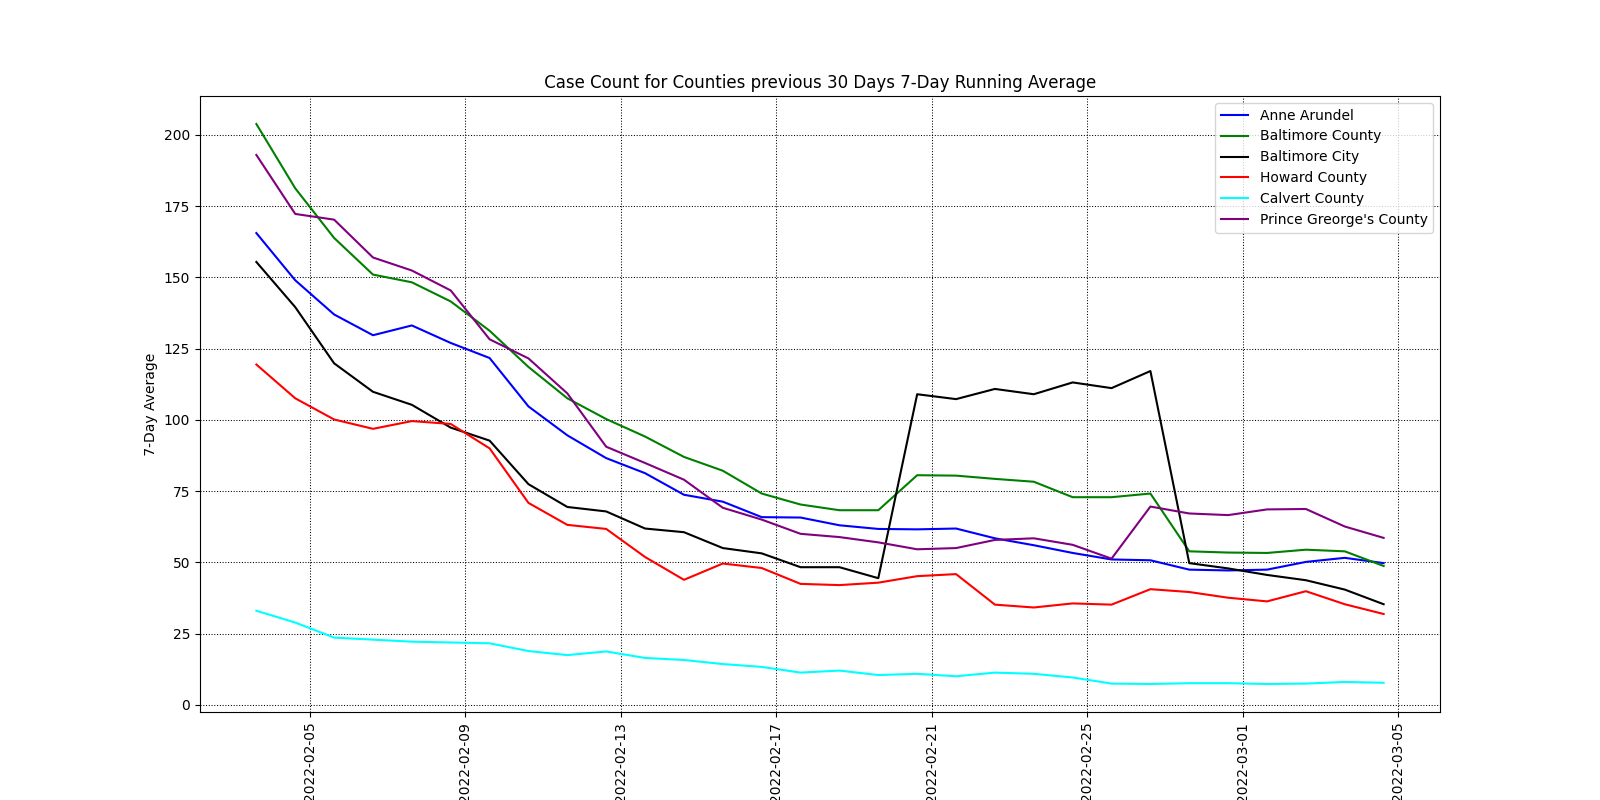 Case Count for Counties previous 30 Days 7-Day Running Average
Anne Arundel
Baltimore County
Baltimore City
Howard County
Calvert County
Prince Greorge's County
7-Day Average
200
175
150
125
100
75
50
25
0
2022-02-05
2022-02-09
2022-02-13
2022-02-17
2022-02-21
2022-02-25
2022-03-01
2022-03-05